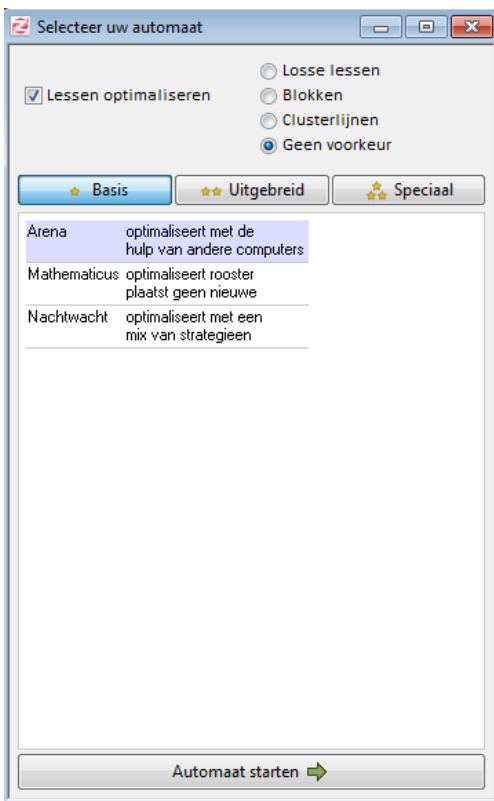 Selecteer uw automaat
Lessen optimaliseren
Losse lessen
Blokken
Clusterlijnen
Geen voorkeur
Basis Uitgebreid Speciaal
Arena optimaliseert met de
hulp van andere computers
Mathematicus optimaliseert rooster
plaatst geen nieuwe
Nachtwacht optimaliseert met een
mix van strategieen
Automaat starten